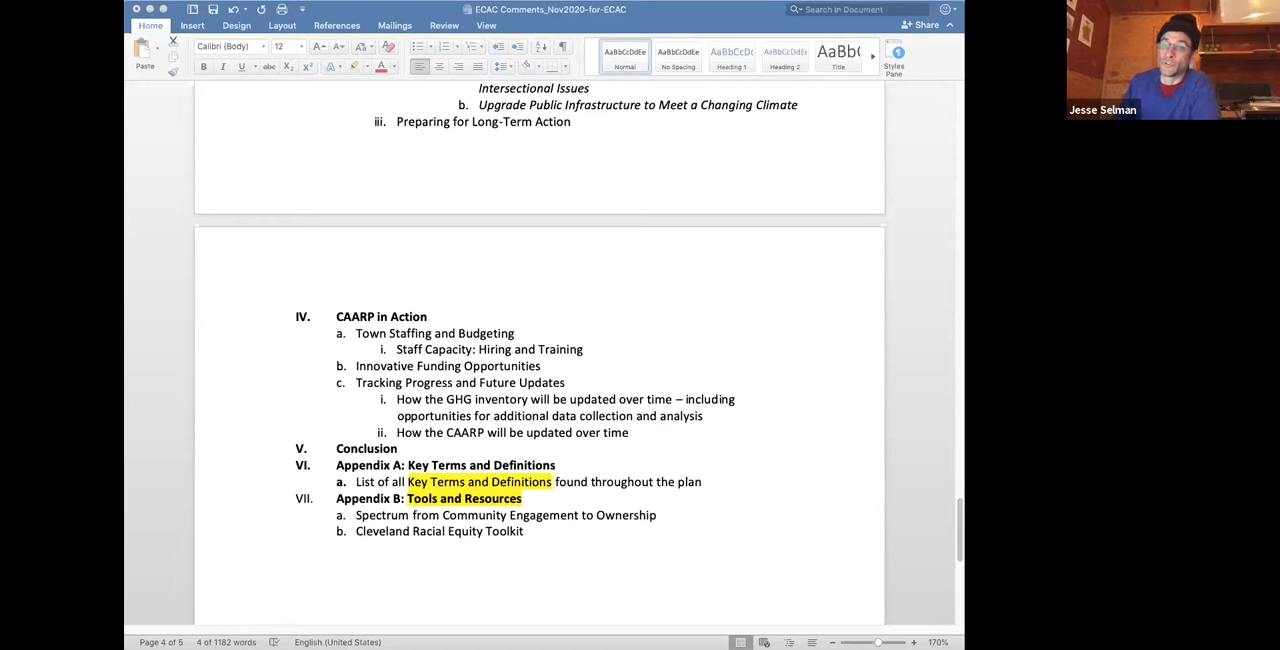 ECAC Comments_Nov2020-for-ECAC
Search in Document
Home Insert Design Layout References Mailings Review View
Share
Calibri (Body) 12
Paste
AaBbCcDdEe AaBbCcDdEe AaBbCcDc AaBbCcDdEe AaBb(
Normal No Spacing Heading 1 Heading 2 Title
Styles
Pane
Jesse Selman
Intersectional Issues
b. Upgrade Public Infrastructure to Meet a Changing Climate
iii. Preparing for Long-Term Action
IV. CAARP in Action
a. Town Staffing and Budgeting
i. Staff Capacity: Hiring and Training
b. Innovative Funding Opportunities
c. Tracking Progress and Future Updates
i. How the GHG inventory will be updated over time – including
opportunities for additional data collection and analysis
ii. How the CAARP will be updated over time
V. Conclusion
VI. Appendix A: Key Terms and Definitions
a. List of all Key Terms and Definitions found throughout the plan
VII. Appendix B: Tools and Resources
a. Spectrum from Community Engagement to Ownership
b. Cleveland Racial Equity Toolkit
Page 4 of 5 4 of 1182 words English (United States) 170%